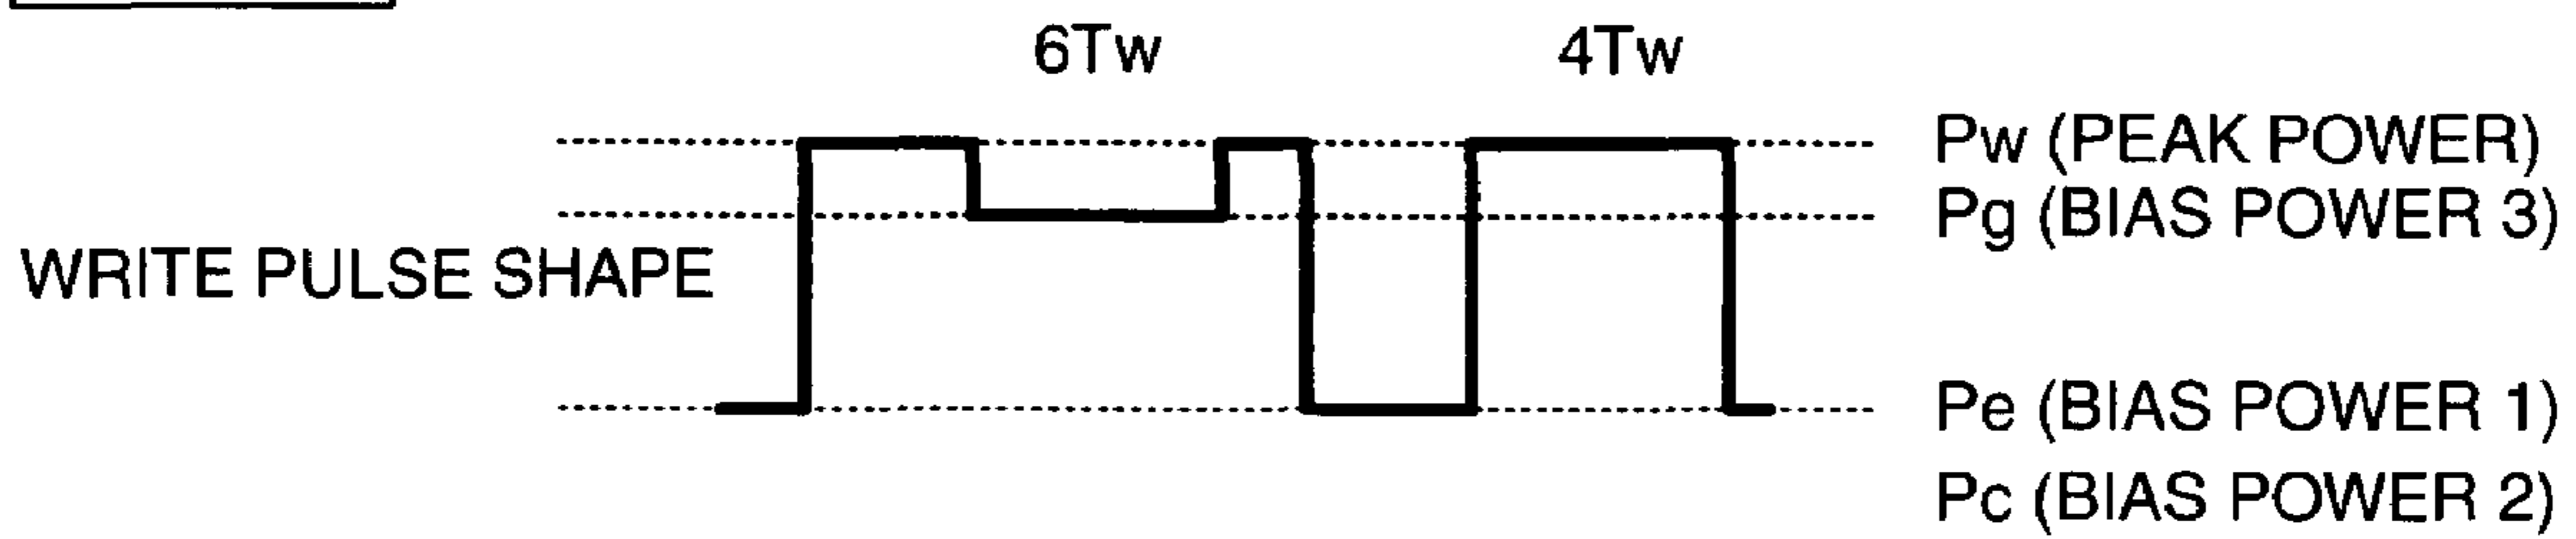 6Tw 4Tw
Pw (PEAK POWER)
Pg (BIAS POWER 3)
WRITE PULSE SHAPE
Pe (BIAS POWER 1)
Pc (BIAS POWER 2)